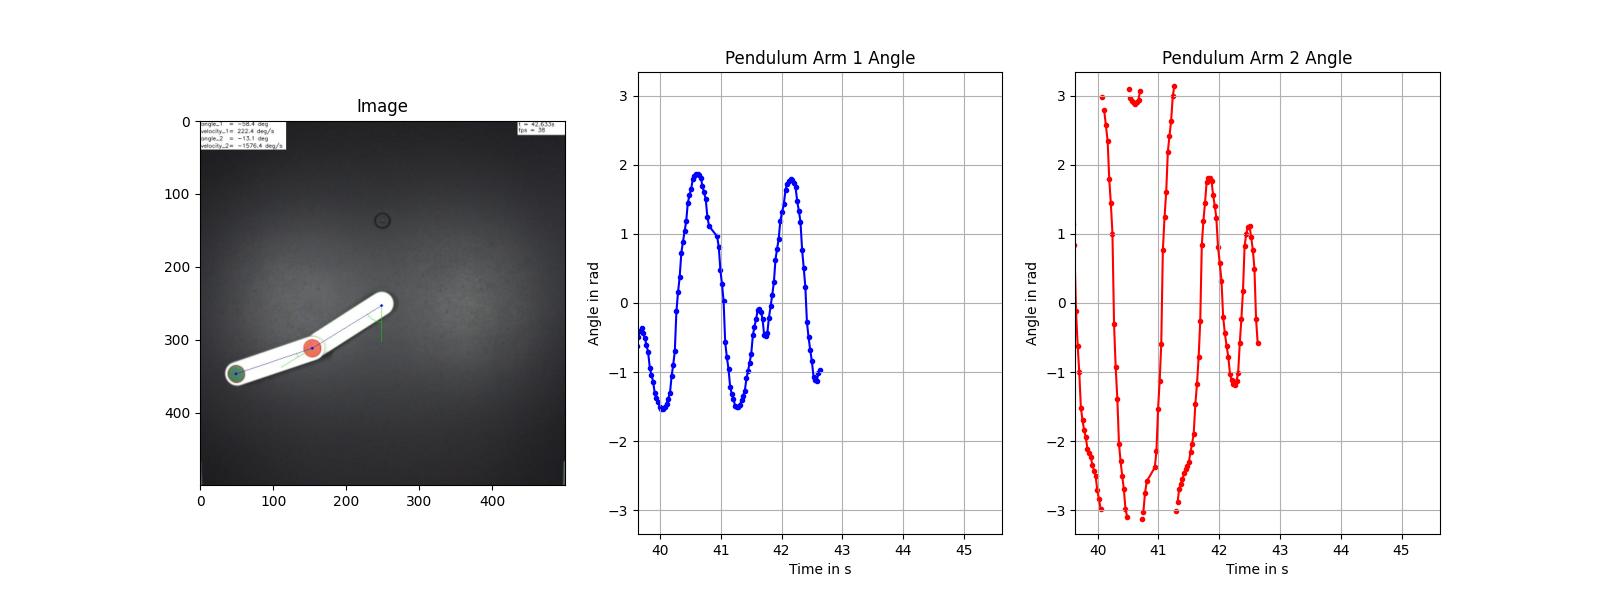 Image
angle_1 = -58.4 deg
velocity_1= 222.4 deg/s
angle_2 = -13.1 deg
velocity_2= -1576.4 deg/s
t = 42.633s
fps = 38
0
100
200
300
400
0 100 200 300 400
Pendulum Arm 1 Angle
Angle in rad
3
2
1
0
−1
−2
−3
40 41 42 43 44 45
Time in s
Pendulum Arm 2 Angle
Angle in rad
3
2
1
0
−1
−2
−3
40 41 42 43 44 45
Time in s